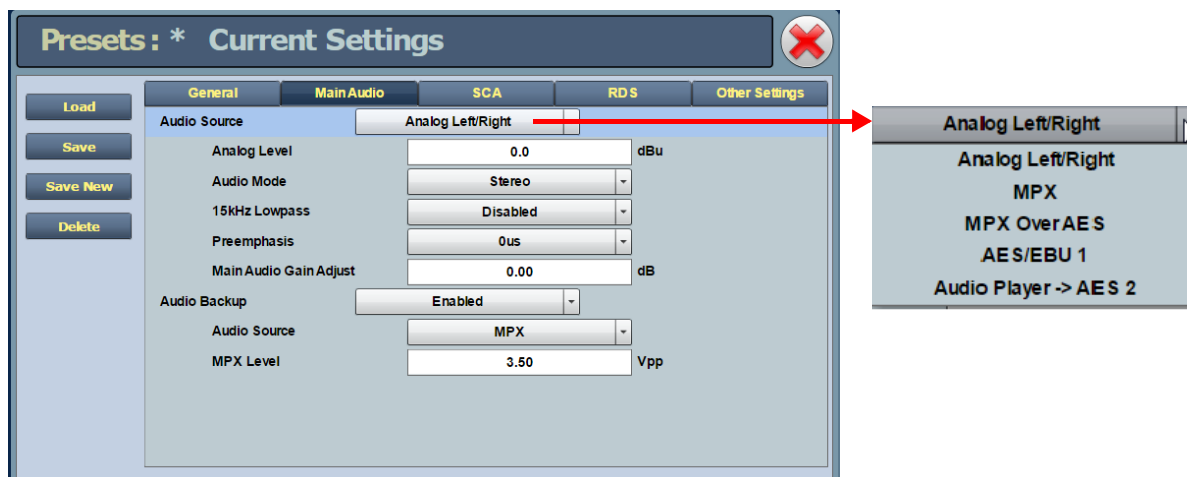 Presets: * Current Settings
Load
Save
Save New
Delete
General Main Audio SCA RDS Other Settings
Audio Source Analog Left/Right
Analog Level 0.0 dBu
Audio Mode Stereo
15kHz Lowpass Disabled
Preemphasis 0us
Main Audio Gain Adjust 0.00 dB
Audio Backup Enabled
Audio Source MPX
MPX Level 3.50 Vpp
Analog Left/Right
Analog Left/Right
MPX
MPX Over AES
AES/EBU 1
Audio Player -> AES 2